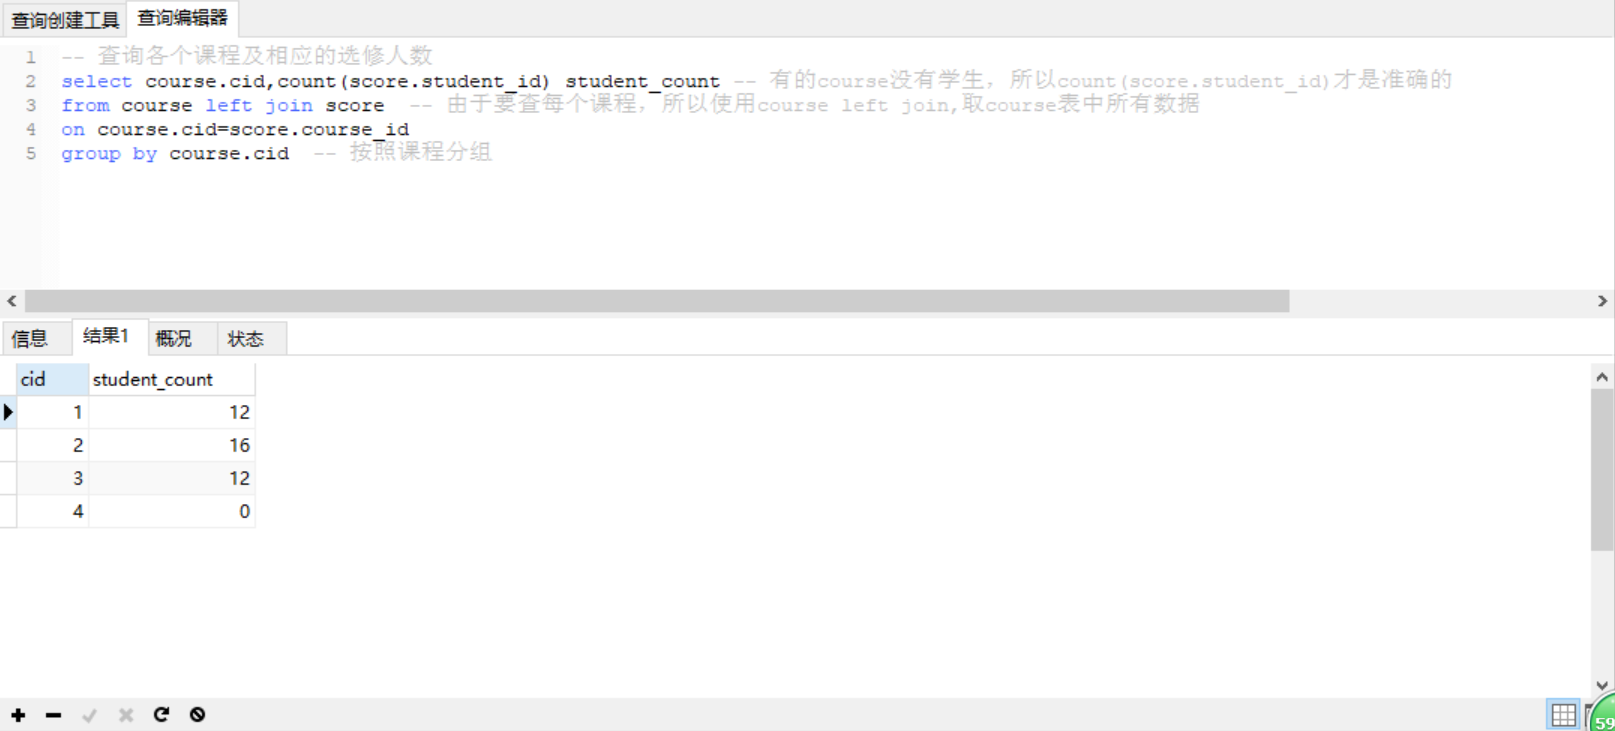 查询创建工具 查询编辑器
1 -- 查询各个课程及相应的选修人数
2 select course.cid,count(score.student_id) student_count -- 有的course没有学生，所以count(score.student_id)才是准确的
3 from course left join score -- 由于要查每个课程，所以使用course left join,取course表中所有数据
4 on course.cid=score.course_id
5 group by course.cid -- 按照课程分组
信息 结果1 概况 状态
cid student_count
1 12
2 16
3 12
4 0
59